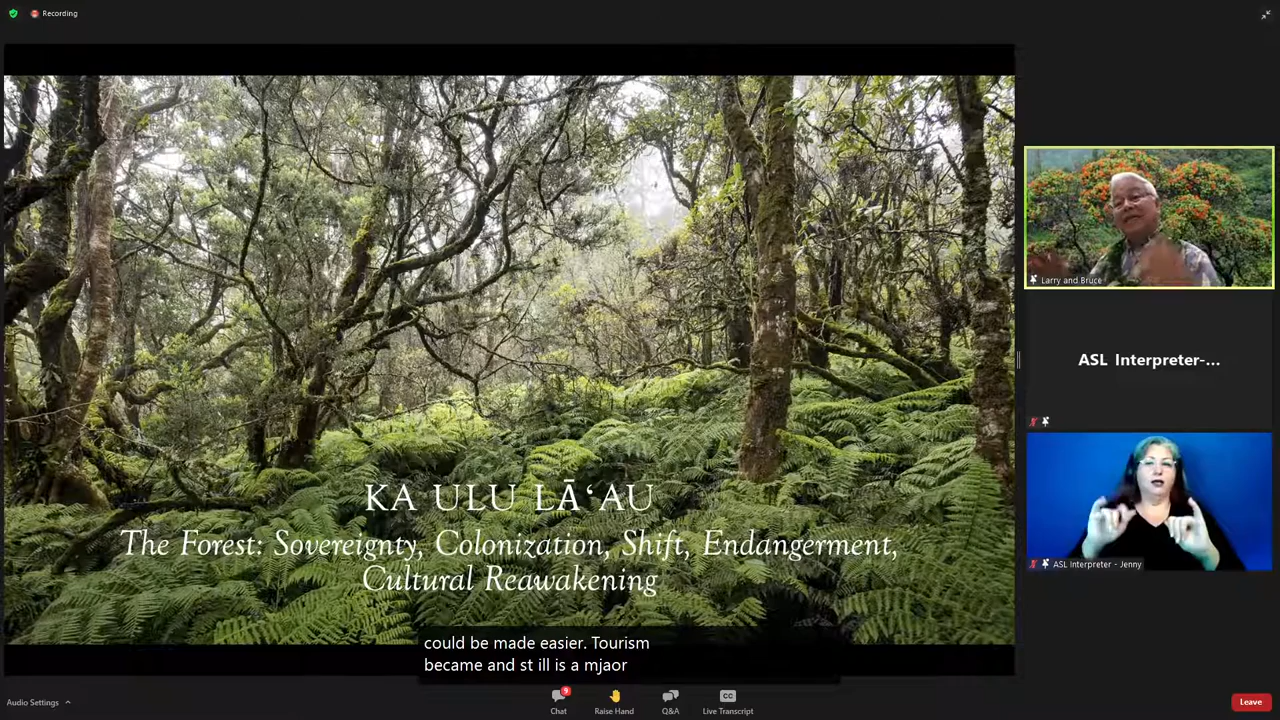 Recording
KA ULU LĀʻAU
The Forest: Sovereignty, Colonization, Shift, Endangerment,
Cultural Reawakening
could be made easier. Tourism
became and st ill is a mjaor
Larry and Bruce
ASL Interpreter-...
ASL Interpreter - Jenny
Audio Settings
9
Chat
Raise Hand
Q&A
CC
Live Transcript
Leave